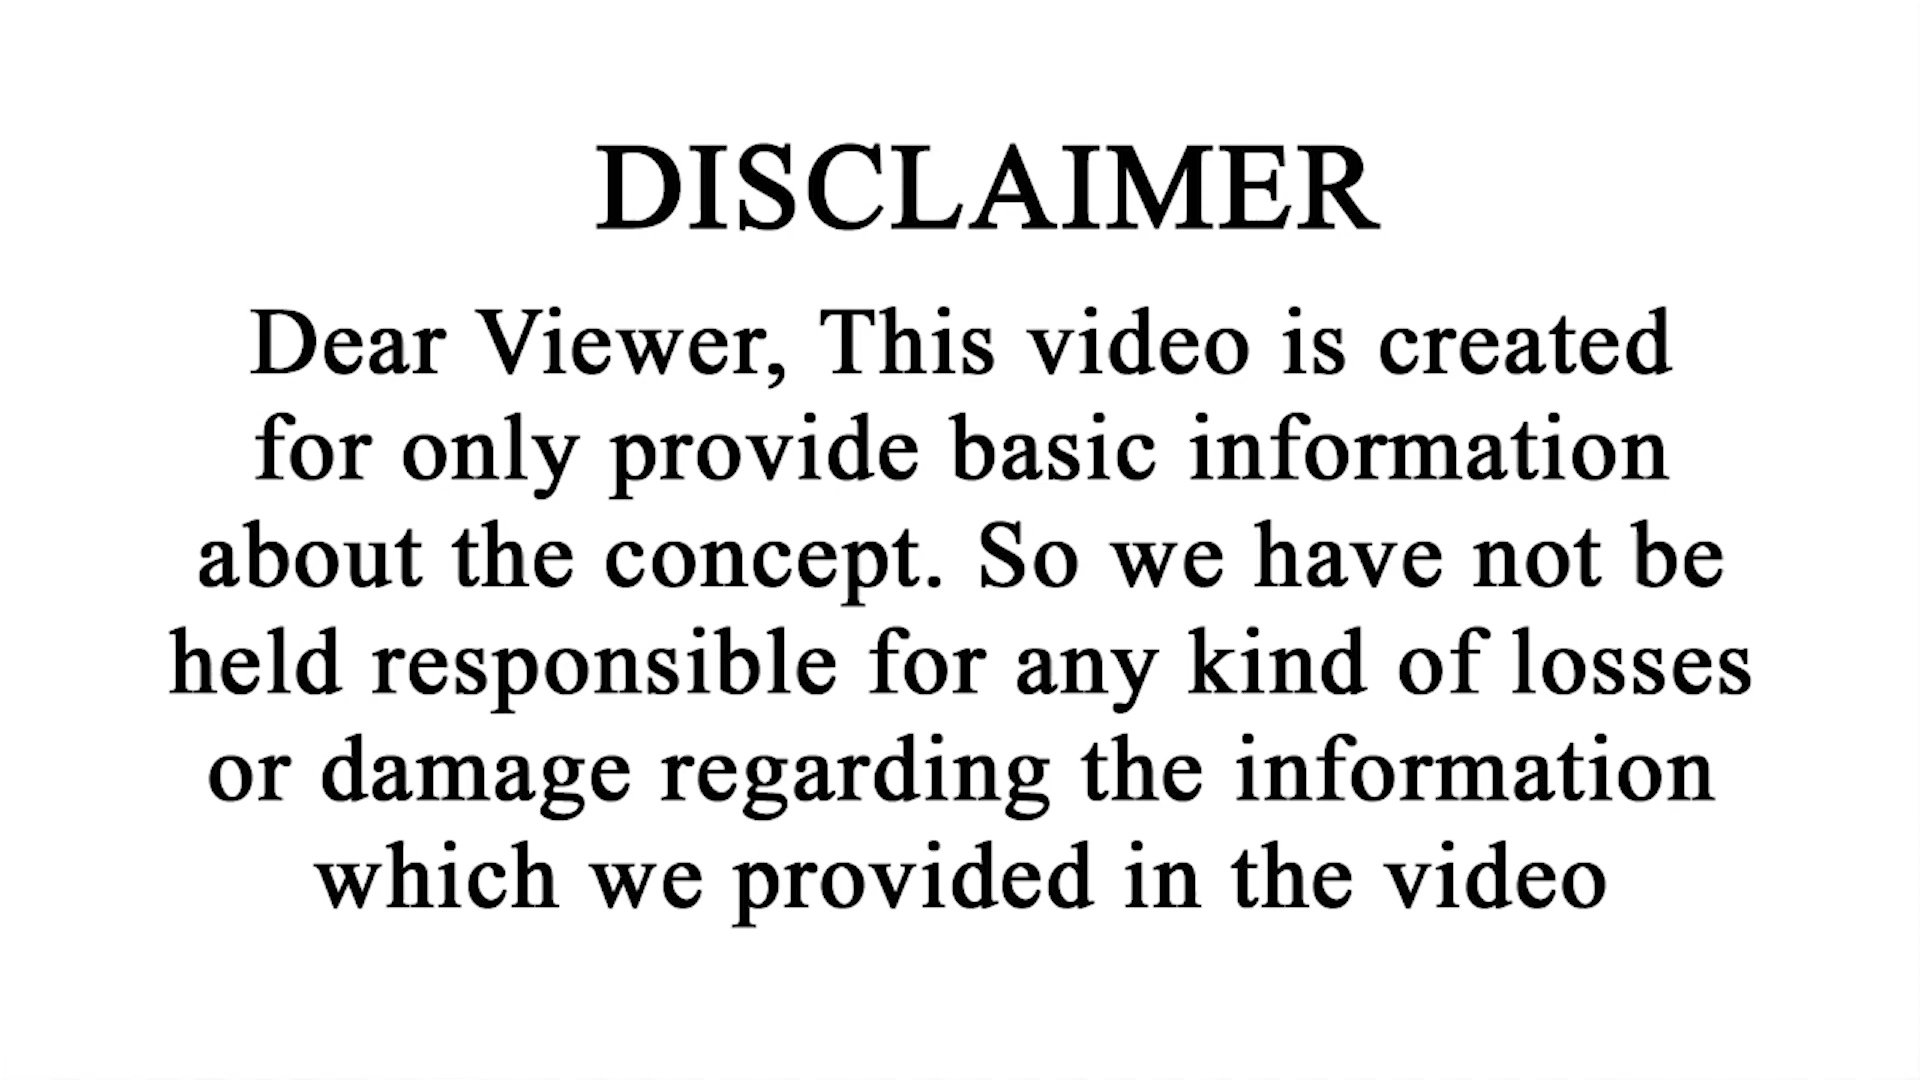 DISCLAIMER
Dear Viewer, This video is created
for only provide basic information
about the concept. So we have not be
held responsible for any kind of losses
or damage regarding the information
which we provided in the video